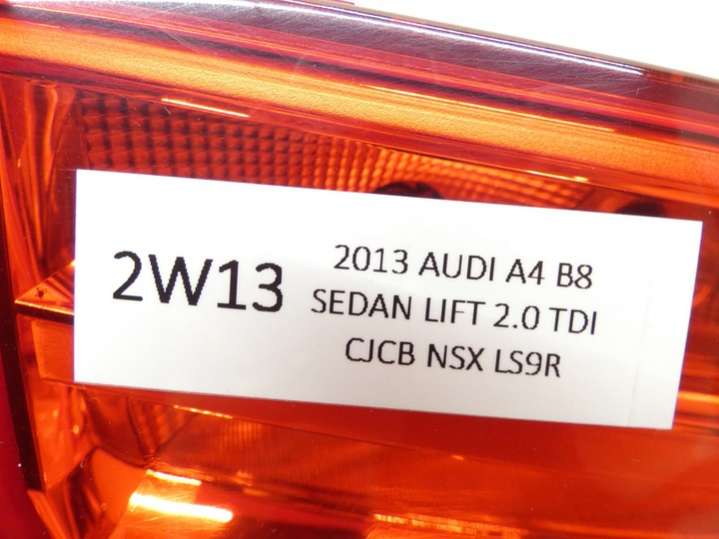 2W13
2013 AUDI A4 B8
SEDAN LIFT 2.0 TDI
CJCB NSX LS9R